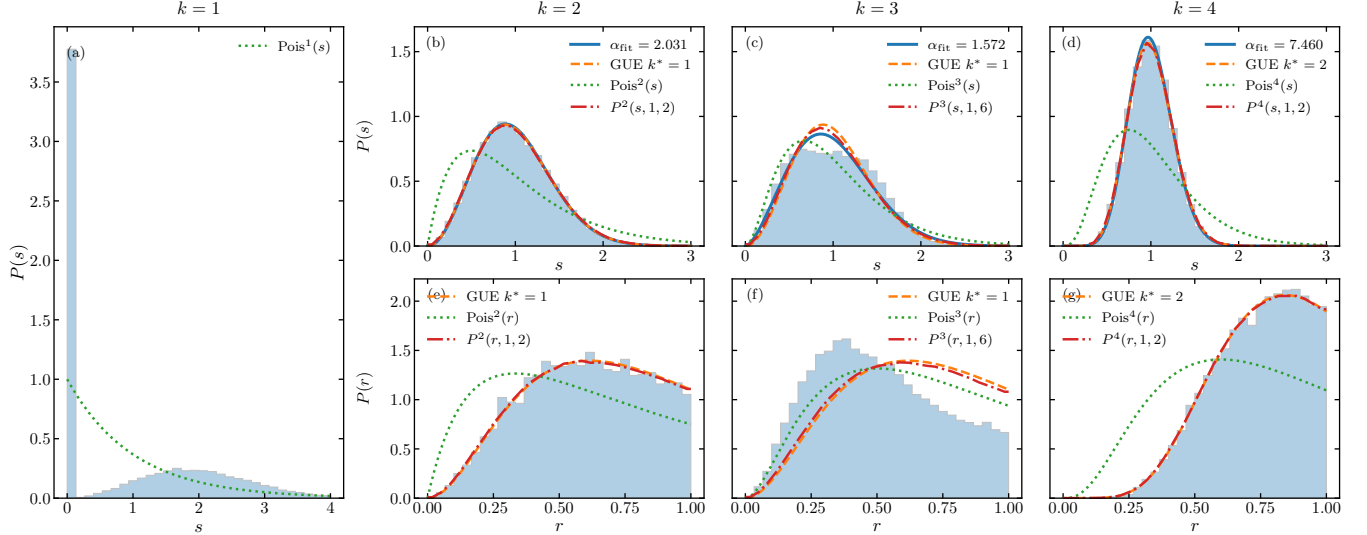 k = 1
k = 2
k = 3
k = 4
(a)
Pois¹(s)
P(s)
3.5
3.0
2.5
2.0
1.5
1.0
0.5
0.0
0 1 2 3 4
s
(b)
α_fit = 2.031
GUE k* = 1
Pois²(s)
P²(s, 1, 2)
P(s)
1.5
1.0
0.5
0.0
0 1 2 3
s
(c)
α_fit = 1.572
GUE k* = 1
Pois³(s)
P³(s, 1, 6)
0 1 2 3
s
(d)
α_fit = 7.460
GUE k* = 2
Pois⁴(s)
P⁴(s, 1, 2)
0 1 2 3
s
(e)
GUE k* = 1
Pois²(r)
P²(r, 1, 2)
P(r)
2.0
1.5
1.0
0.5
0.0
0.00 0.25 0.50 0.75 1.00
r
(f)
GUE k* = 1
Pois³(r)
P³(r, 1, 6)
0.00 0.25 0.50 0.75 1.00
r
(g)
GUE k* = 2
Pois⁴(r)
P⁴(r, 1, 2)
0.00 0.25 0.50 0.75 1.00
r